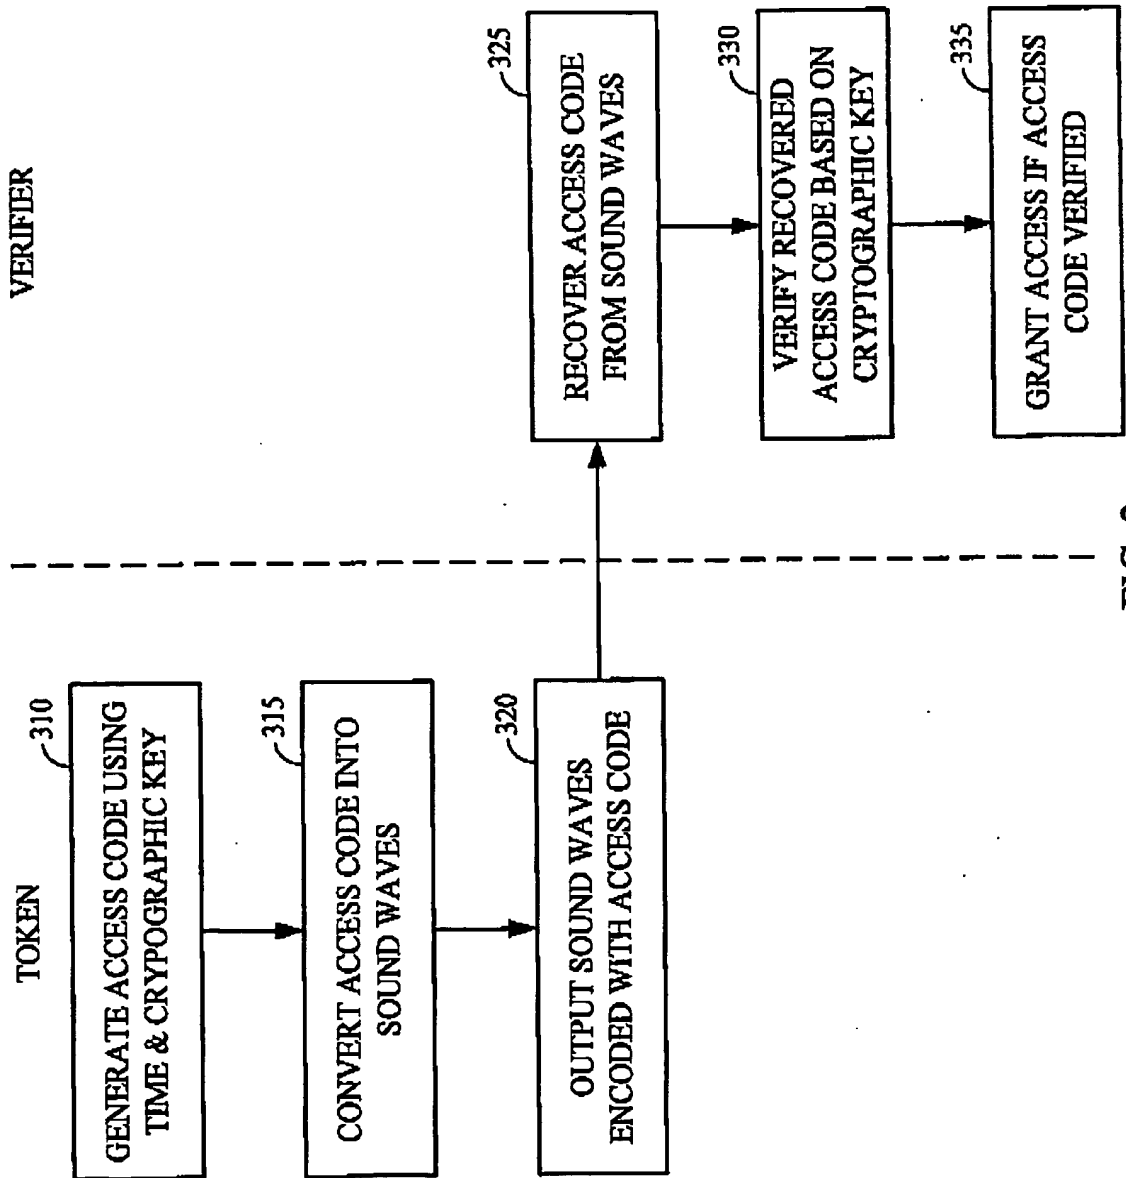 TOKEN
310
GENERATE ACCESS CODE USING
TIME & CRYPOGRAPHIC KEY
315
CONVERT ACCESS CODE INTO
SOUND WAVES
320
OUTPUT SOUND WAVES
ENCODED WITH ACCESS CODE
VERIFIER
325
RECOVER ACCESS CODE
FROM SOUND WAVES
330
VERIFY RECOVERED
ACCESS CODE BASED ON
CRYPTOGRAPHIC KEY
335
GRANT ACCESS IF ACCESS
CODE VERIFIED